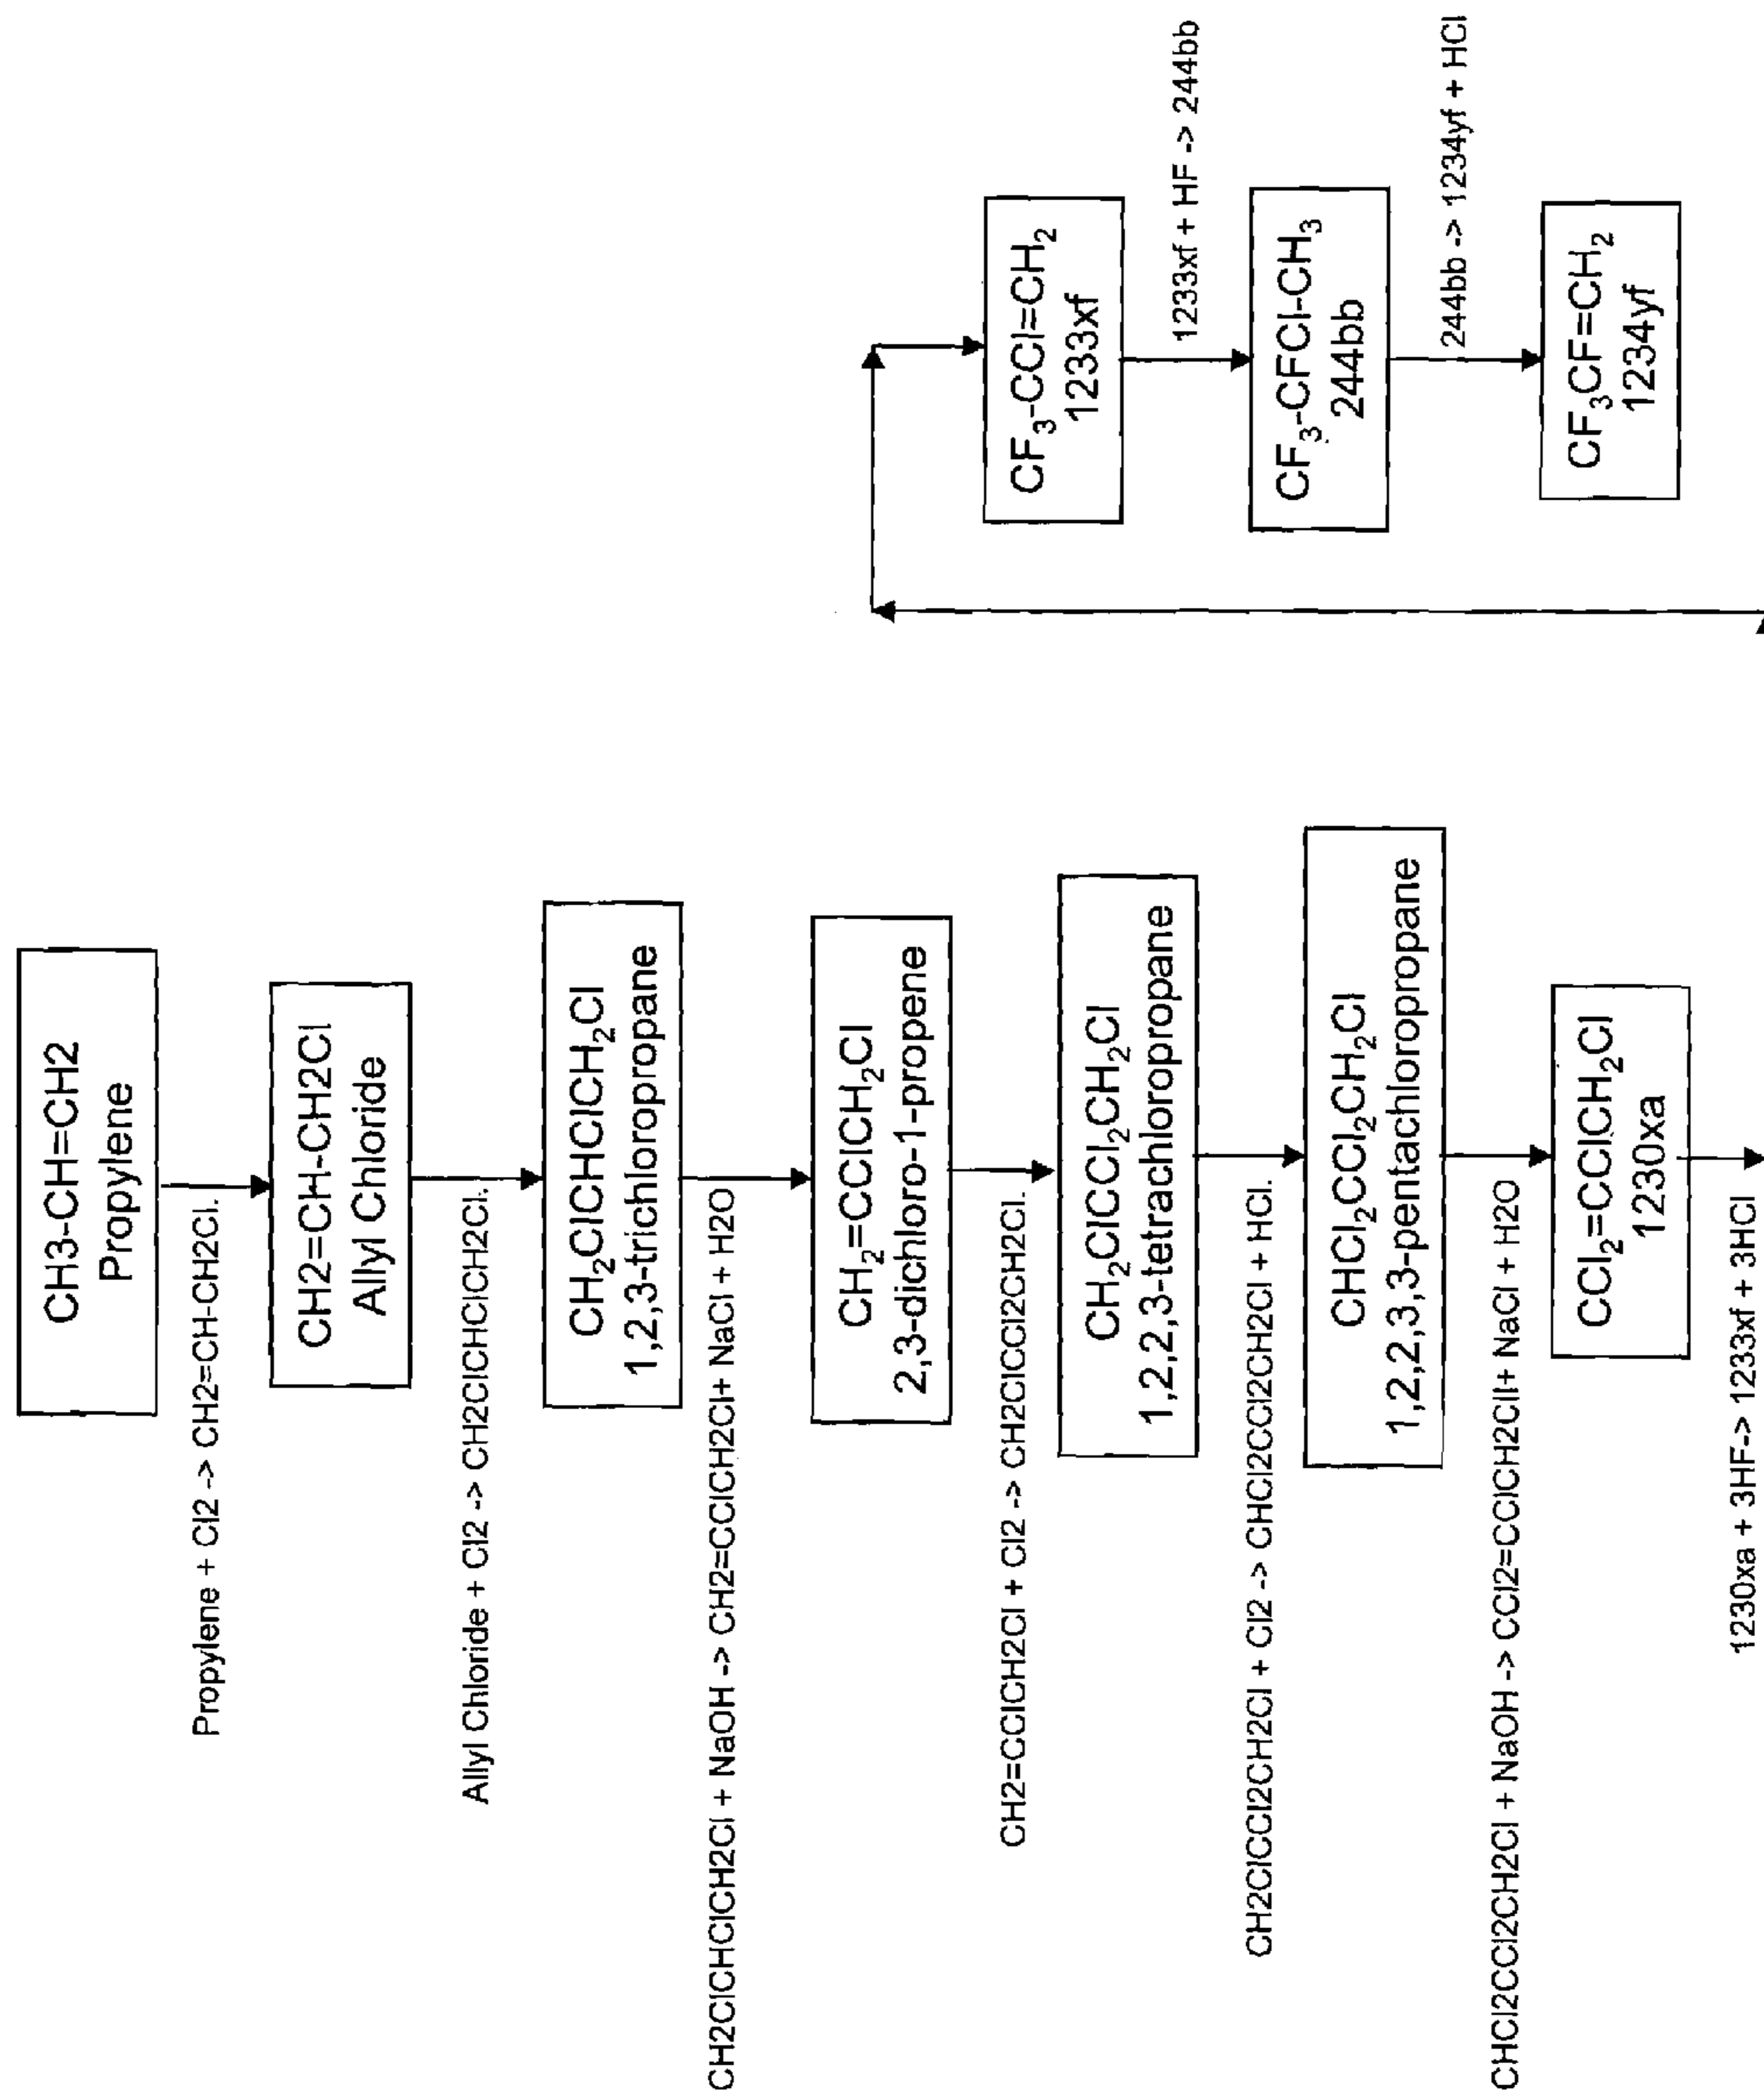 CH3-CH=CH2
Propylene
Propylene + Cl2 -> CH2=CH-CH2Cl.
CH2=CH-CH2Cl
Allyl Chloride
Allyl Chloride + Cl2 -> CH2ClCHClCH2Cl.
CH₂ClCHClCH₂Cl
1,2,3-trichloropropane
CH2ClCHClCH2Cl + NaOH -> CH2=CClCH2Cl+ NaCl + H2O
CH₂=CClCH₂Cl
2,3-dichloro-1-propene
CH2=CClCH2Cl + Cl2 -> CH2ClCCl2CH2Cl.
CH₂ClCCl₂CH₂Cl
1,2,2,3-tetrachloropropane
CH2ClCCl2CH2Cl + Cl2 -> CHCl2CCl2CH2Cl + HCl.
CHCl₂CCl₂CH₂Cl
1,2,2,3,3-pentachloropropane
CHCl2CCl2CH2Cl + NaOH -> CCl2=CClCH2Cll+ NaCl + H2O
CCl₂=CClCH₂Cl
1230xa
1230xa + 3HF-> 1233xf + 3HCl
CF₃-CCl=CH₂
1233xf
1233xf + HF -> 244bb
CF₃-CFCl-CH₃
244bb
244bb -> 1234yf + HCl
CF₃CF=CH₂
1234yf